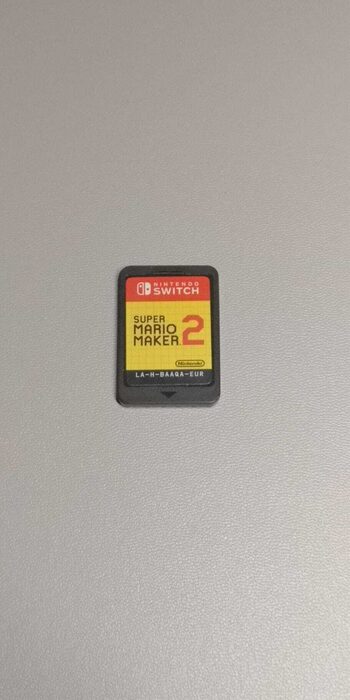 NINTENDO
SWITCH
SUPER
MARIO
MAKER 2
Nintendo
LA-H-BAAQA-EUR